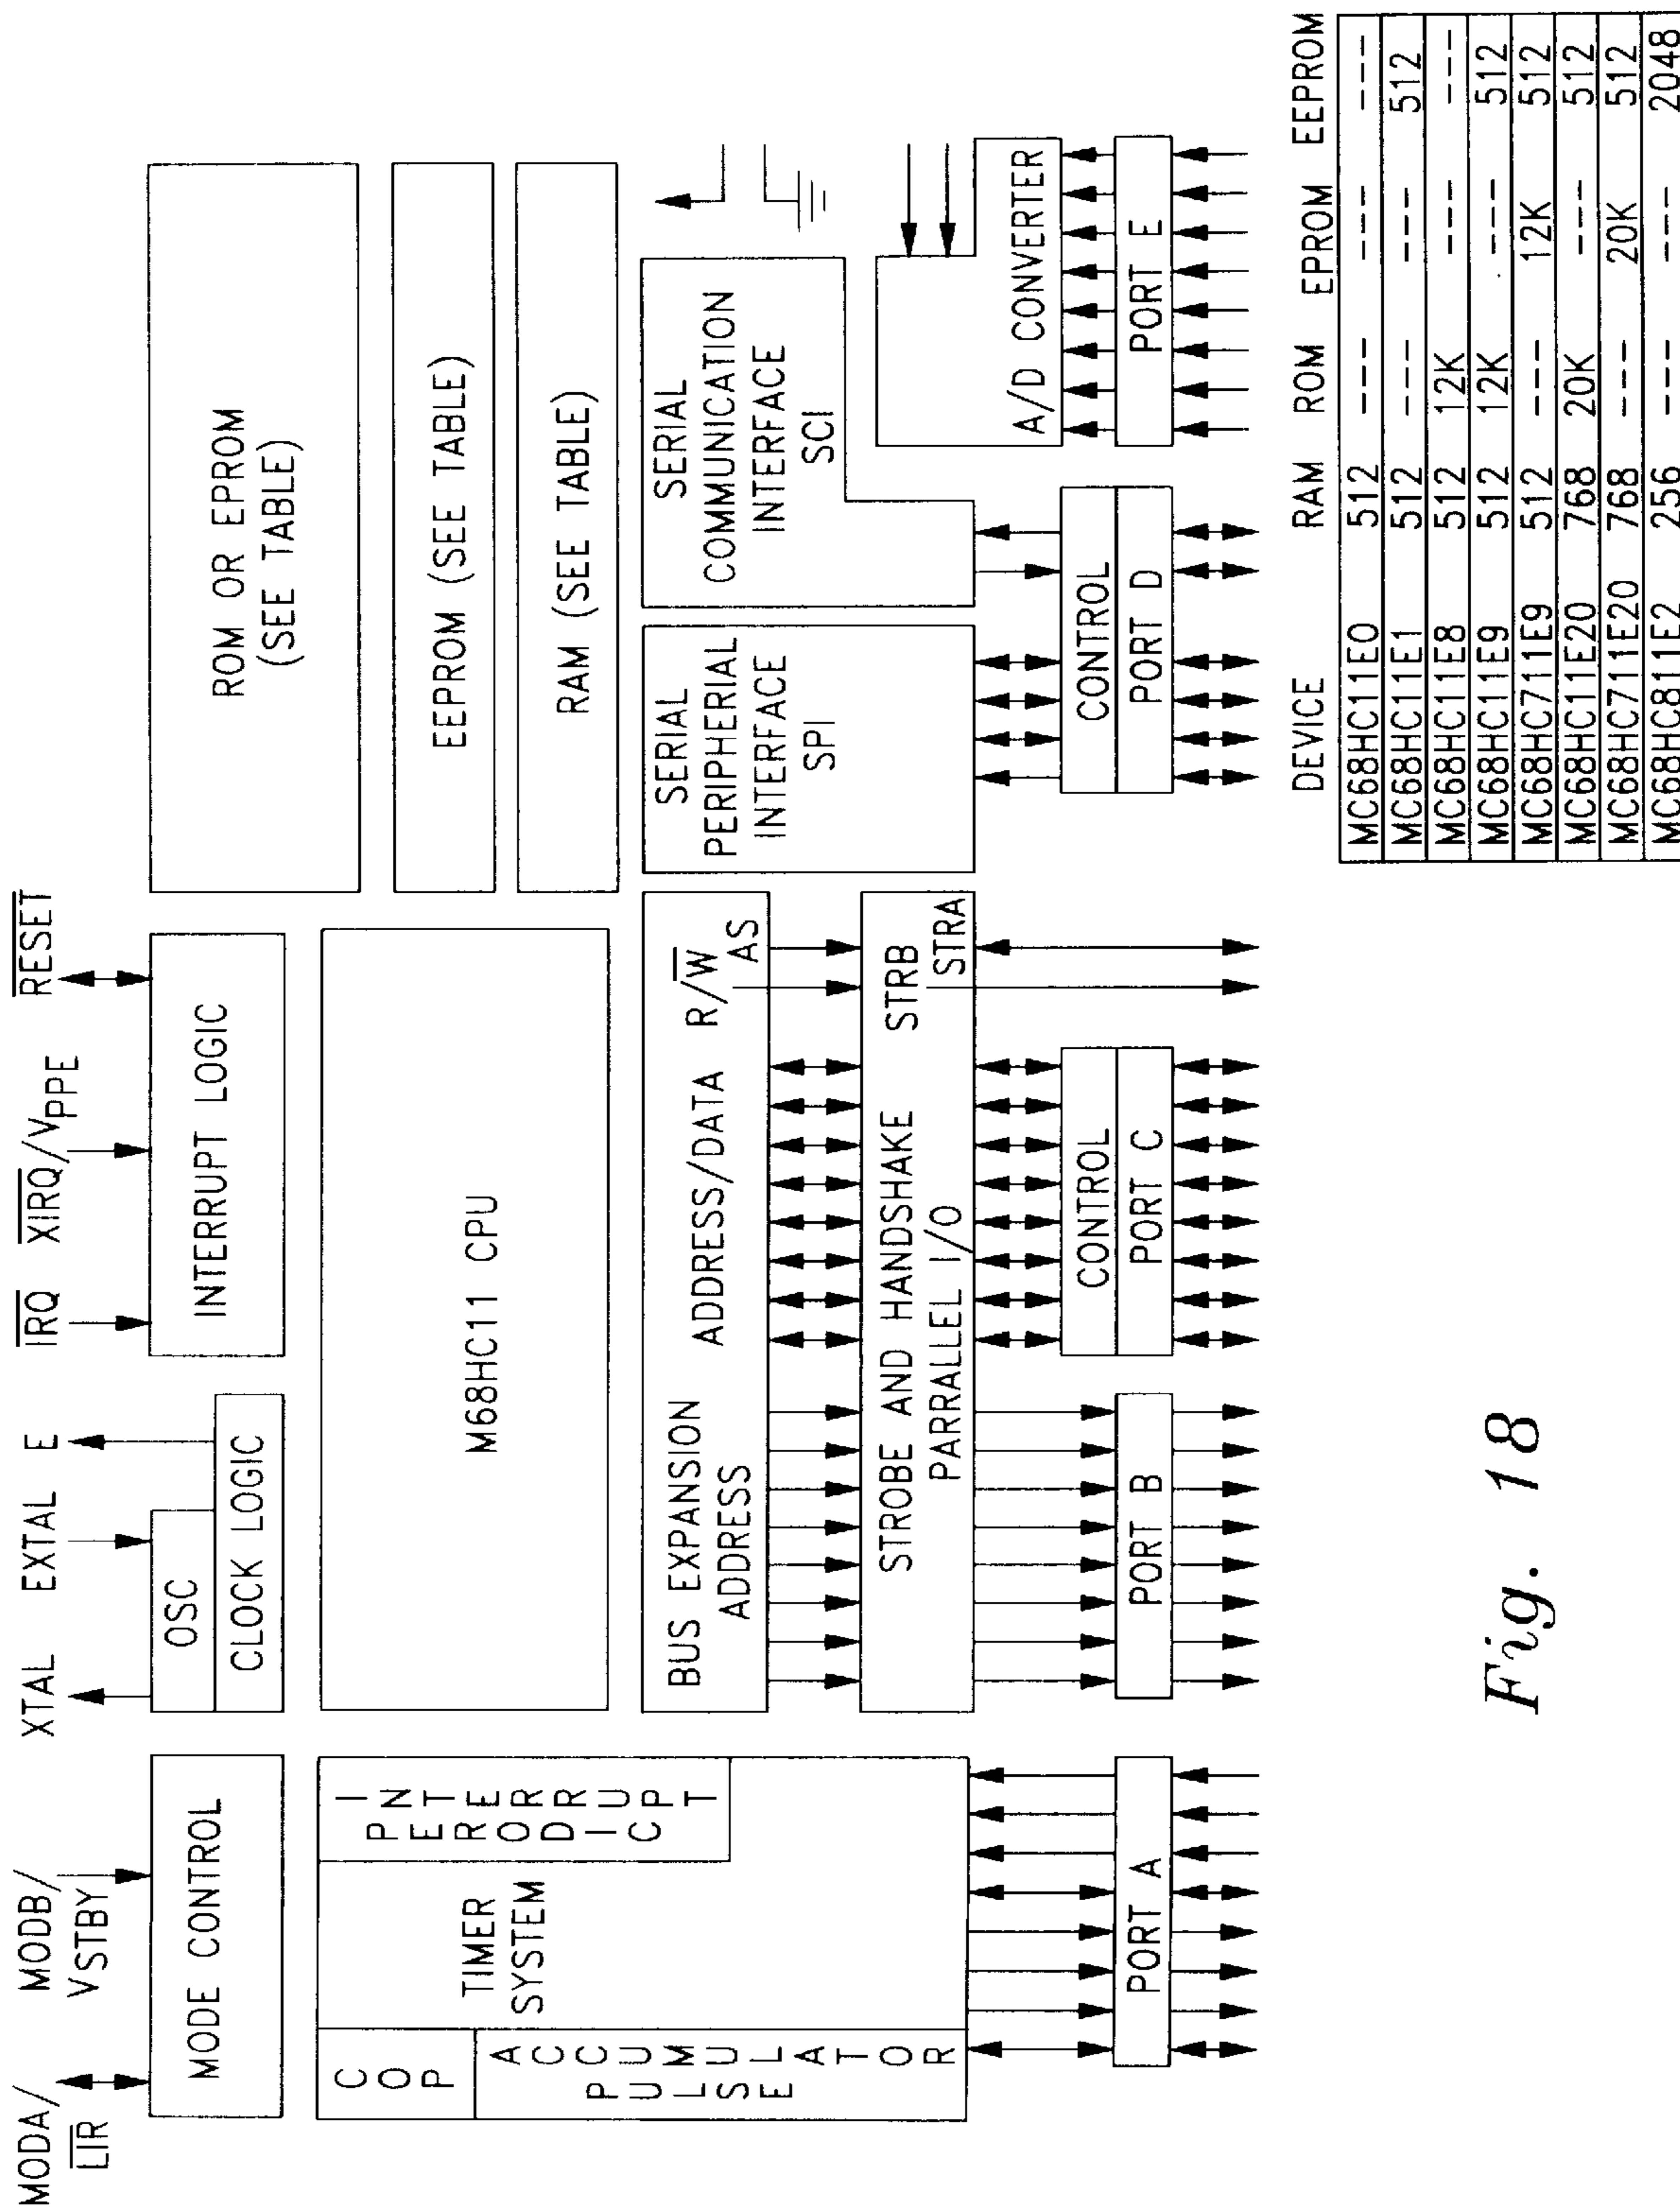 MODA/
LIR
MODB/
VSTBY
XTAL
EXTAL
E
IRQ
XIRQ/VPPE
RESET
MODE CONTROL
OSC
CLOCK LOGIC
INTERRUPT LOGIC
ROM OR EPROM
(SEE TABLE)
COP
PULSE
ACCUMULATOR
TIMER
SYSTEM
PERIODIC
INTERRUPT
M68HC11 CPU
EEPROM (SEE TABLE)
RAM (SEE TABLE)
BUS EXPANSION
ADDRESS
ADDRESS/DATA
R/W
AS
SERIAL
PERIPHERIAL
INTERFACE
SPI
SERIAL
COMMUNICATION
INTERFACE
SCI
STROBE AND HANDSHAKE
PARRALLEL I/O
STRB
STRA
A/D CONVERTER
CONTROL
CONTROL
PORT A
PORT B
PORT C
PORT D
PORT E
DEVICE RAM ROM EPROM EEPROM
MC68HC11E0 512 --- --- ---
MC68HC11E1 512 --- --- 512
MC68HC11E8 512 12K --- ---
MC68HC11E9 512 12K --- 512
MC68HC711E9 512 --- 12K 512
MC68HC11E20 768 20K --- 512
MC68HC711E20 768 --- 20K 512
MC68HC811E2 256 --- --- 2048
Fig. 18